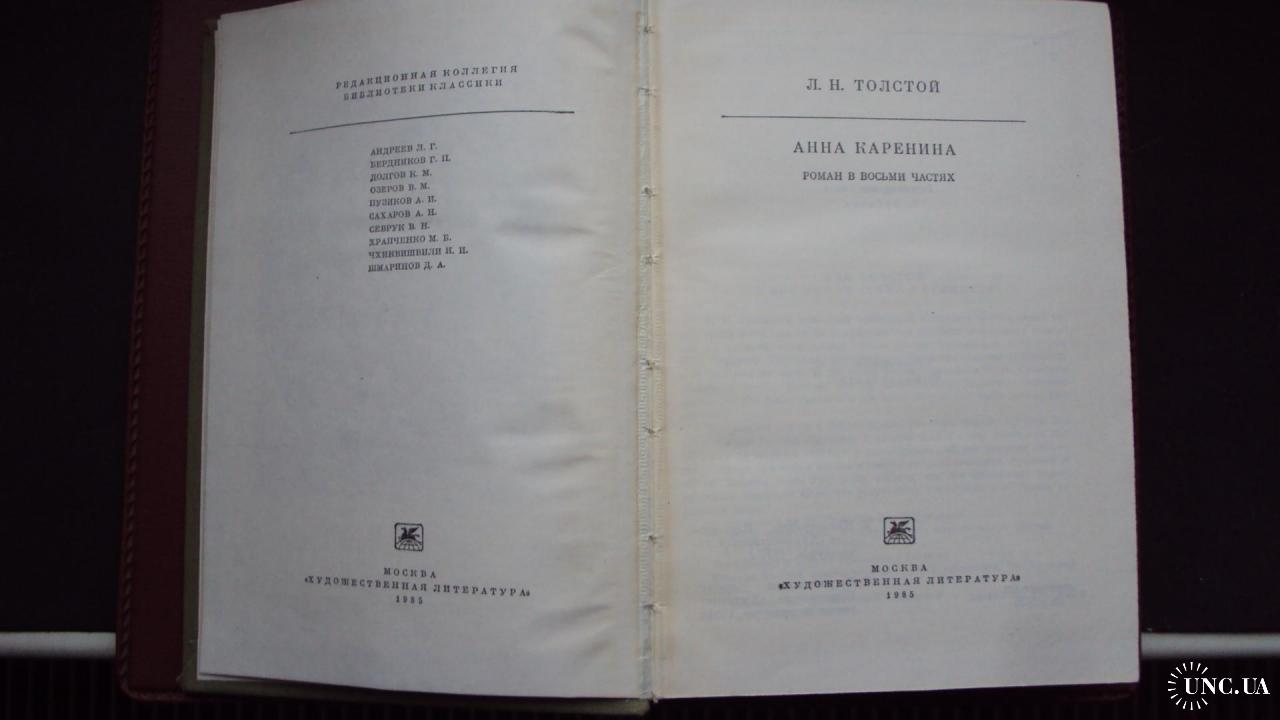 РЕДАКЦИОННАЯ КОЛЛЕГИЯ
БИБЛИОТЕКИ КЛАССИКИ
АНДРЕЕВ Л. Г.
БЕРДНИКОВ Г. П.
ДОЛГОВ К. М.
ОЗЕРОВ В. М.
ПУЗИКОВ А. И.
САХАРОВ А. Н.
СЕВРУК В. Н.
ХРАПЧЕНКО М. Б.
ЧХИКВИШВИЛИ И. И.
ШМАРИНОВ Д. А.
МОСКВА
«ХУДОЖЕСТВЕННАЯ ЛИТЕРАТУРА»
1985
Л. Н. ТОЛСТОЙ
АННА КАРЕНИНА
РОМАН В ВОСЬМИ ЧАСТЯХ
МОСКВА
«ХУДОЖЕСТВЕННАЯ ЛИТЕРАТУРА»
1985
UNC.UA